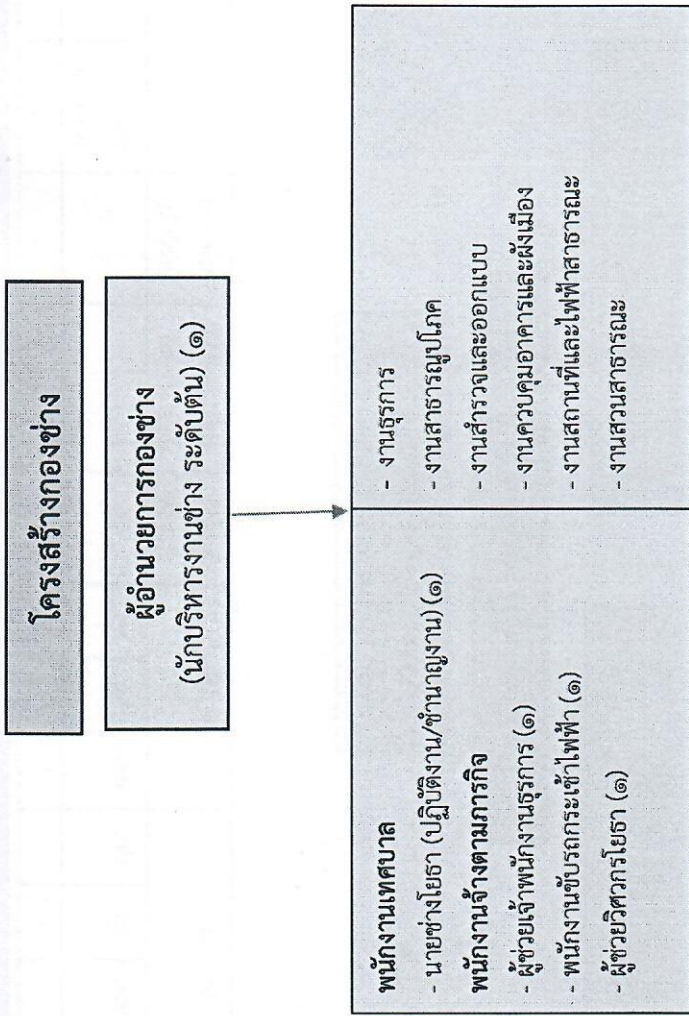 โครงสร้างกองช่าง
ผู้อำนวยการกองช่าง
(นักบริหารงานช่าง ระดับต้น) (๑)
พนักงานเทศบาล
- นายช่างโยธา (ปฏิบัติงาน/ชำนาญงาน) (๑)
พนักงานจ้างตามภารกิจ
- ผู้ช่วยเจ้าพนักงานธุรการ (๑)
- พนักงานขับรถกระเช้าไฟฟ้า (๑)
- ผู้ช่วยวิศวกรโยธา (๑)
- งานธุรการ
- งานสาธารณูปโภค
- งานสำรวจและออกแบบ
- งานควบคุมอาคารและผังเมือง
- งานสถานที่และไฟฟ้าสาธารณะ
- งานสวนสาธารณะ